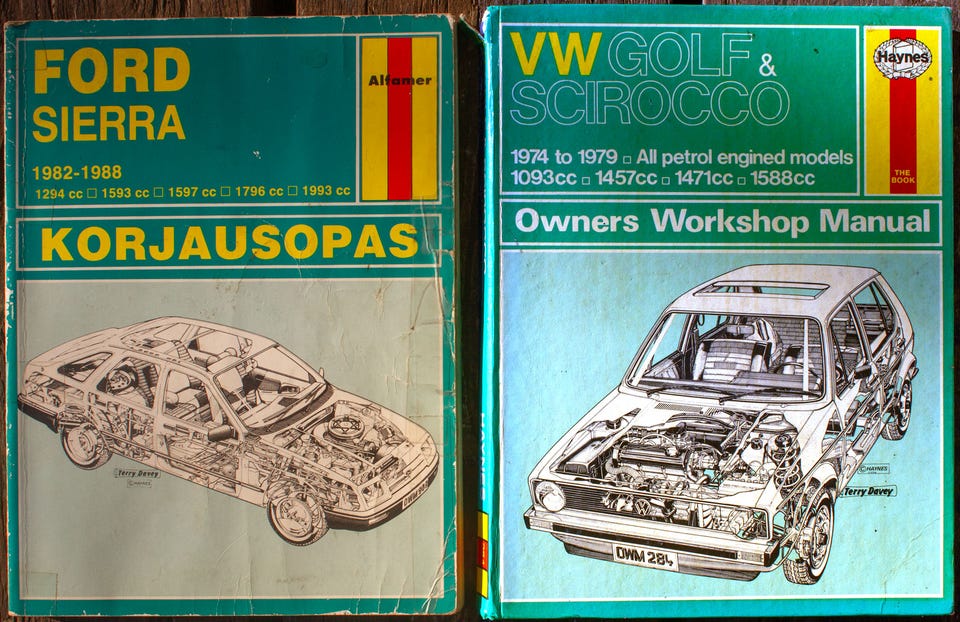 FORD
SIERRA
1982-1988
1294 cc □ 1593 cc □ 1597 cc □ 1796 cc □ 1993 cc
Alfamer
KORJAUSOPAS
Terry Davey
© HAYNES
VW GOLF &
SCIROCCO
1974 to 1979 □ All petrol engined models
1093cc □ 1457cc □ 1471cc □ 1588cc
Haynes
®
THE
BOOK
Owners Workshop Manual
© HAYNES
Terry Davey